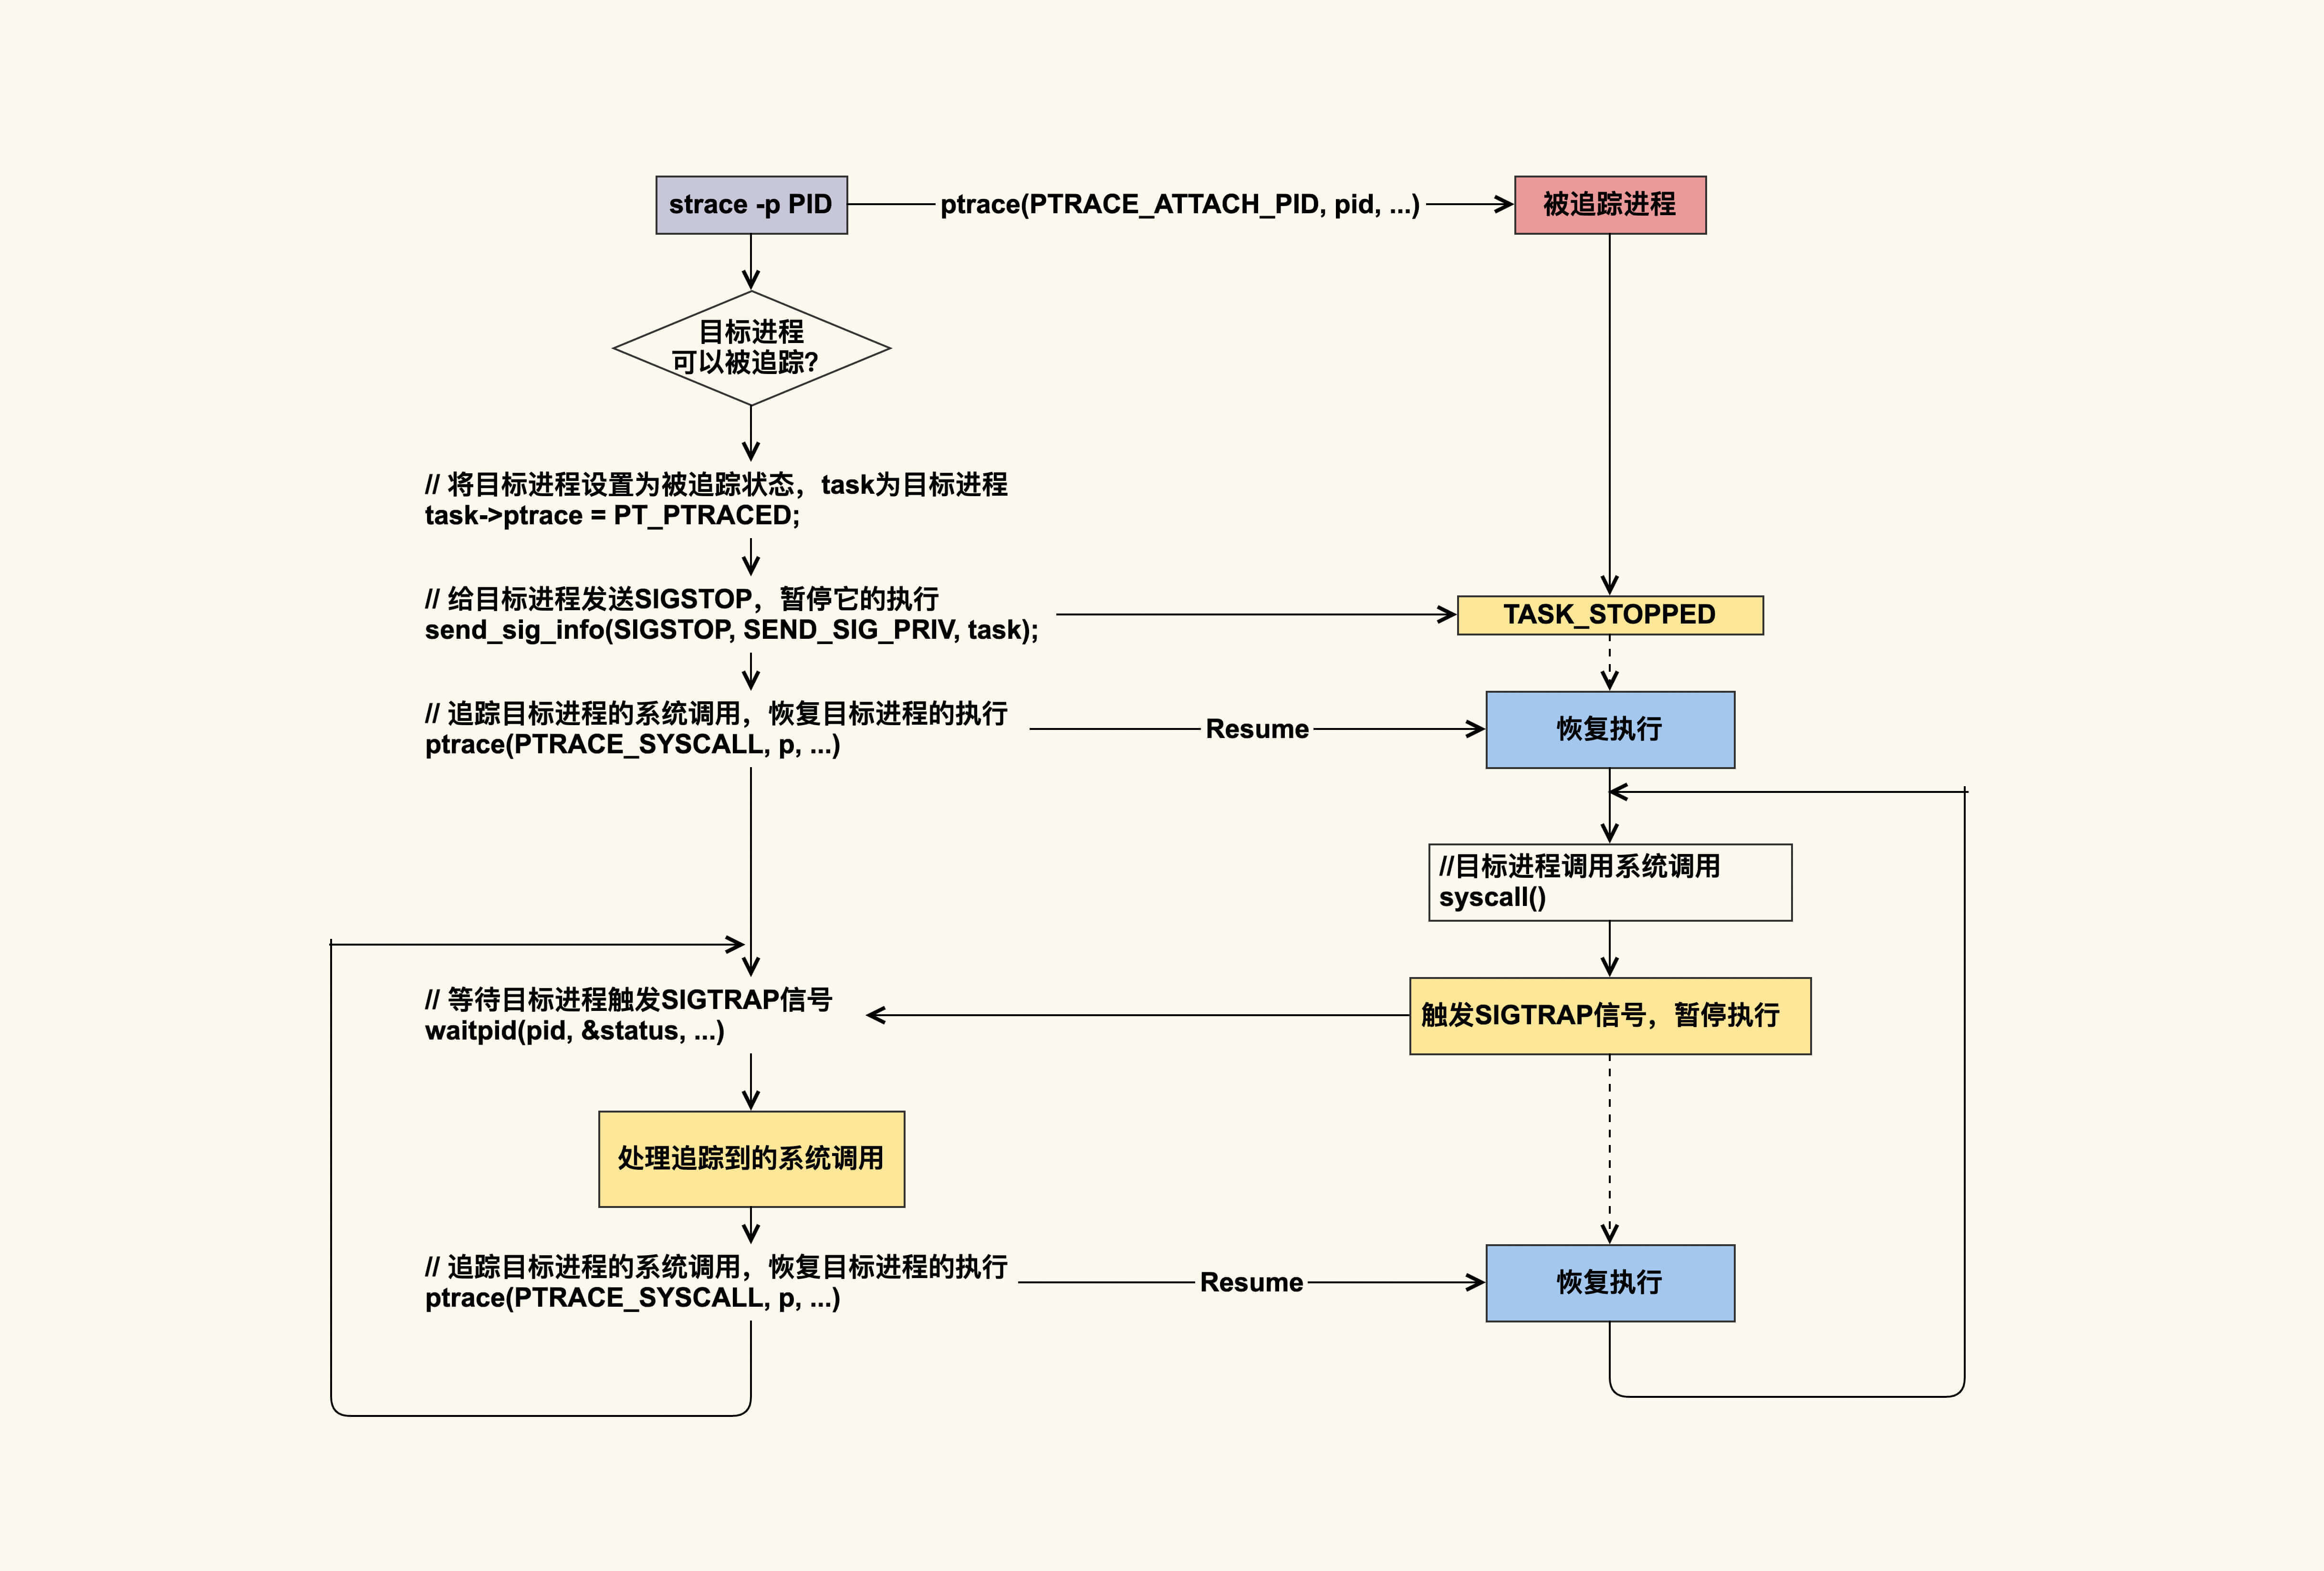 strace -p PID
ptrace(PTRACE_ATTACH_PID, pid, ...)
被追踪进程
目标进程
可以被追踪?
// 将目标进程设置为被追踪状态，task为目标进程
task->ptrace = PT_PTRACED;
// 给目标进程发送SIGSTOP，暂停它的执行
send_sig_info(SIGSTOP, SEND_SIG_PRIV, task);
TASK_STOPPED
// 追踪目标进程的系统调用，恢复目标进程的执行
ptrace(PTRACE_SYSCALL, p, ...)
Resume
恢复执行
//目标进程调用系统调用
syscall()
// 等待目标进程触发SIGTRAP信号
waitpid(pid, &status, ...)
触发SIGTRAP信号，暂停执行
处理追踪到的系统调用
// 追踪目标进程的系统调用，恢复目标进程的执行
ptrace(PTRACE_SYSCALL, p, ...)
Resume
恢复执行